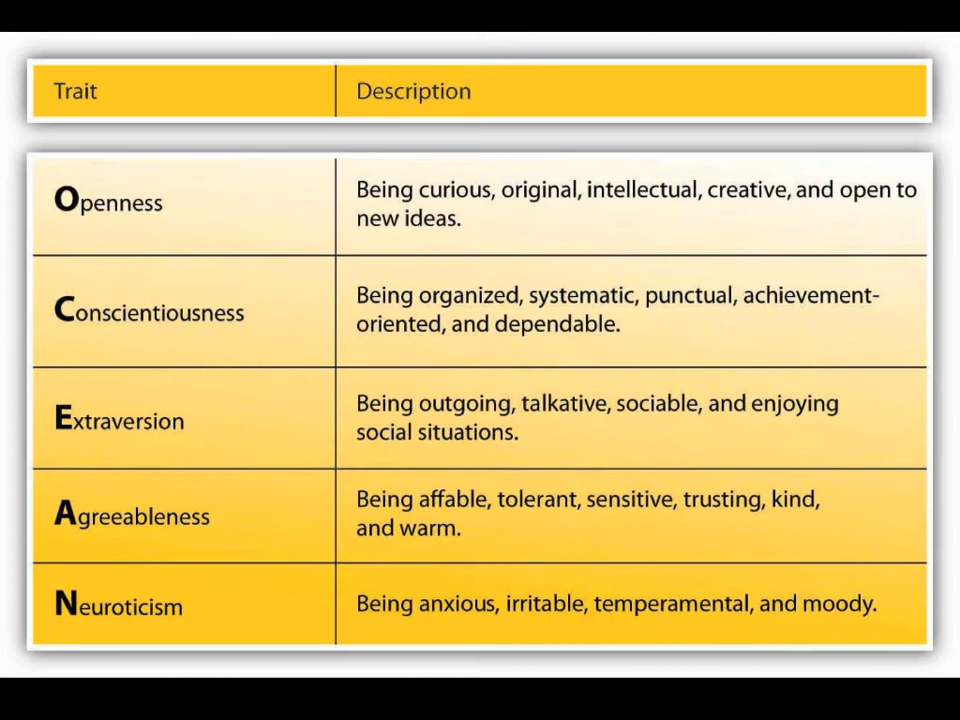 Trait Description
Openness
Being curious, original, intellectual, creative, and open to
new ideas.
Conscientiousness
Being organized, systematic, punctual, achievement-
oriented, and dependable.
Extraversion
Being outgoing, talkative, sociable, and enjoying
social situations.
Agreeableness
Being affable, tolerant, sensitive, trusting, kind,
and warm.
Neuroticism
Being anxious, irritable, temperamental, and moody.